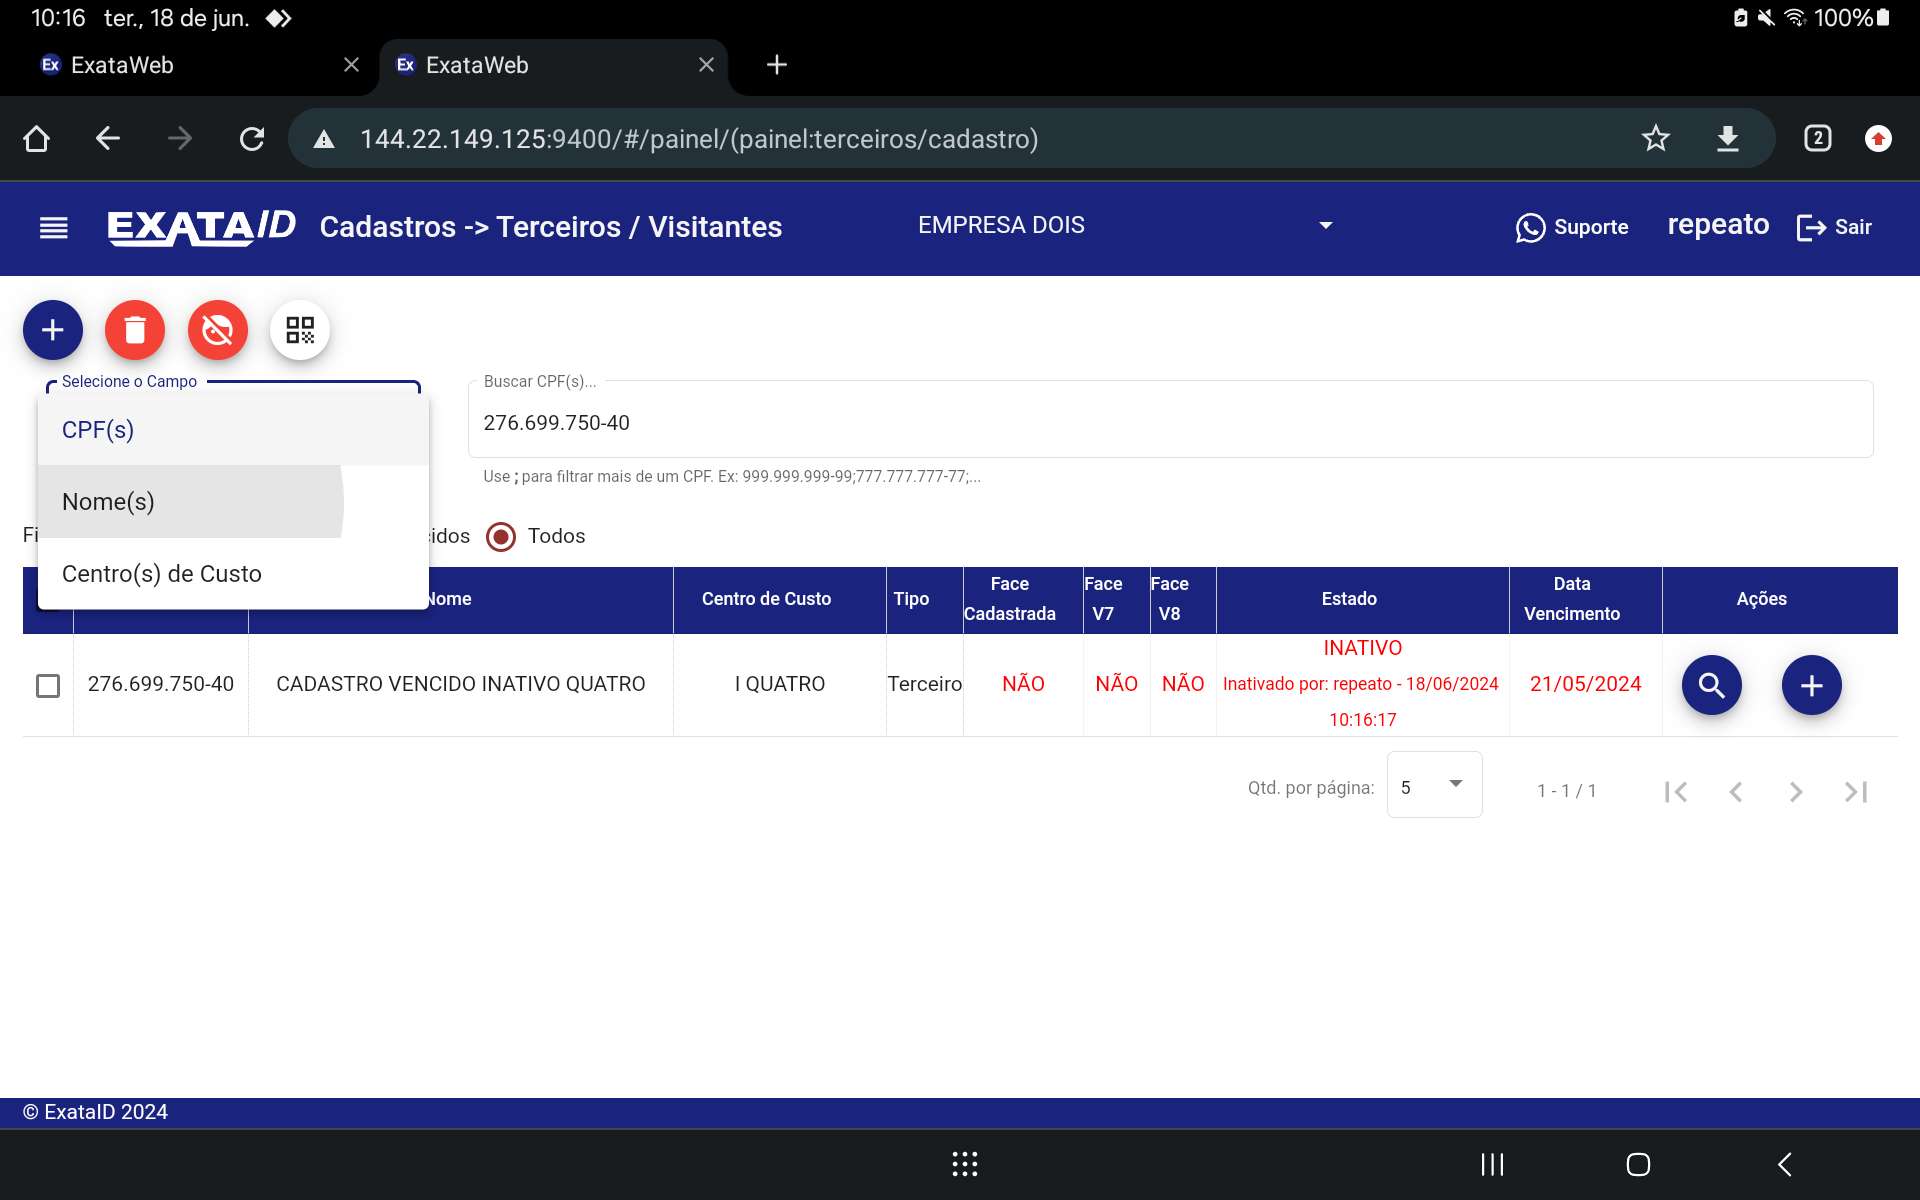 10:16 ter., 18 de jun. 100%
Ex ExataWeb Ex ExataWeb
144.22.149.125:9400/#/painel/(painel:terceiros/cadastro) 2
EXATAID Cadastros -> Terceiros / Visitantes EMPRESA DOIS Suporte repeato Sair
Selecione o Campo Buscar CPF(s)...
CPF(s) 276.699.750-40
Use ; para filtrar mais de um CPF. Ex: 999.999.999-99;777.777.777-77;...
Nome(s)
Fi cidos Todos
Centro(s) de Custo
Nome Centro de Custo Tipo Face Cadastrada Face V7 Face V8 Estado Data Vencimento Ações
INATIVO
276.699.750-40 CADASTRO VENCIDO INATIVO QUATRO I QUATRO Terceiro NÃO NÃO NÃO Inativado por: repeato - 18/06/2024 21/05/2024
10:16:17
Qtd. por página: 5 1 - 1 / 1
© ExataID 2024